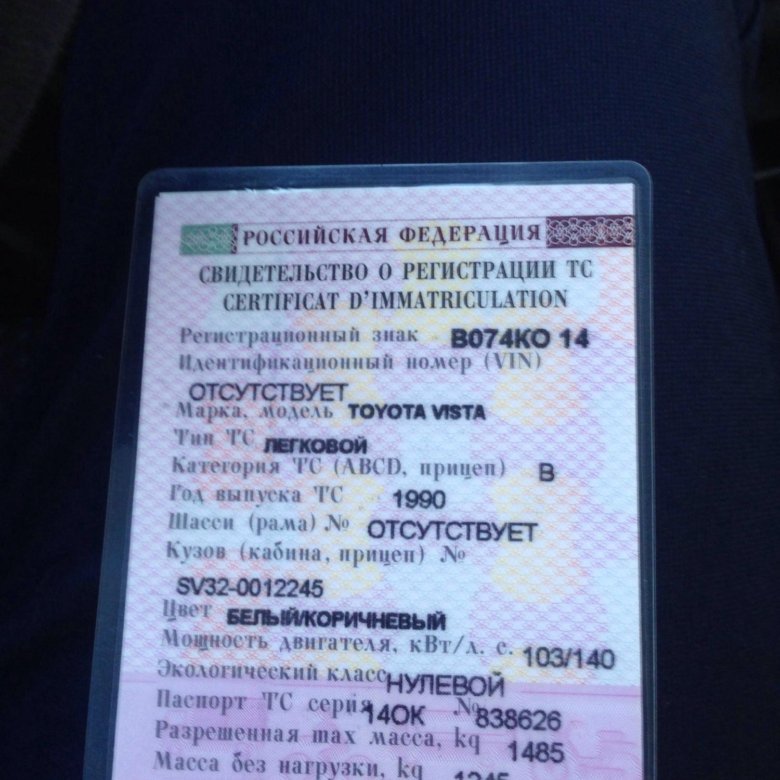 РОССИЙСКАЯ ФЕДЕРАЦИЯ
СВИДЕТЕЛЬСТВО О РЕГИСТРАЦИИ ТС
CERTIFICAT D'IMMATRICULATION
Регистрационный знак В074КО 14
Идентификационный номер (VIN)
ОТСУТСТВУЕТ
Марка, модель TOYOTA VISTA
Тип ТС ЛЕГКОВОЙ
Категория ТС (ABCD, прицеп) B
Год выпуска ТС 1990
Шасси (рама) № ОТСУТСТВУЕТ
Кузов (кабина, прицеп) №
SV32-0012245
Цвет БЕЛЫЙ/КОРИЧНЕВЫЙ
Мощность двигателя, кВт/л. с. 103/140
Экологический класс НУЛЕВОЙ
Паспорт ТС серия 14ОК № 838626
Разрешенная max масса, kg 1485
Масса без нагрузки, kg